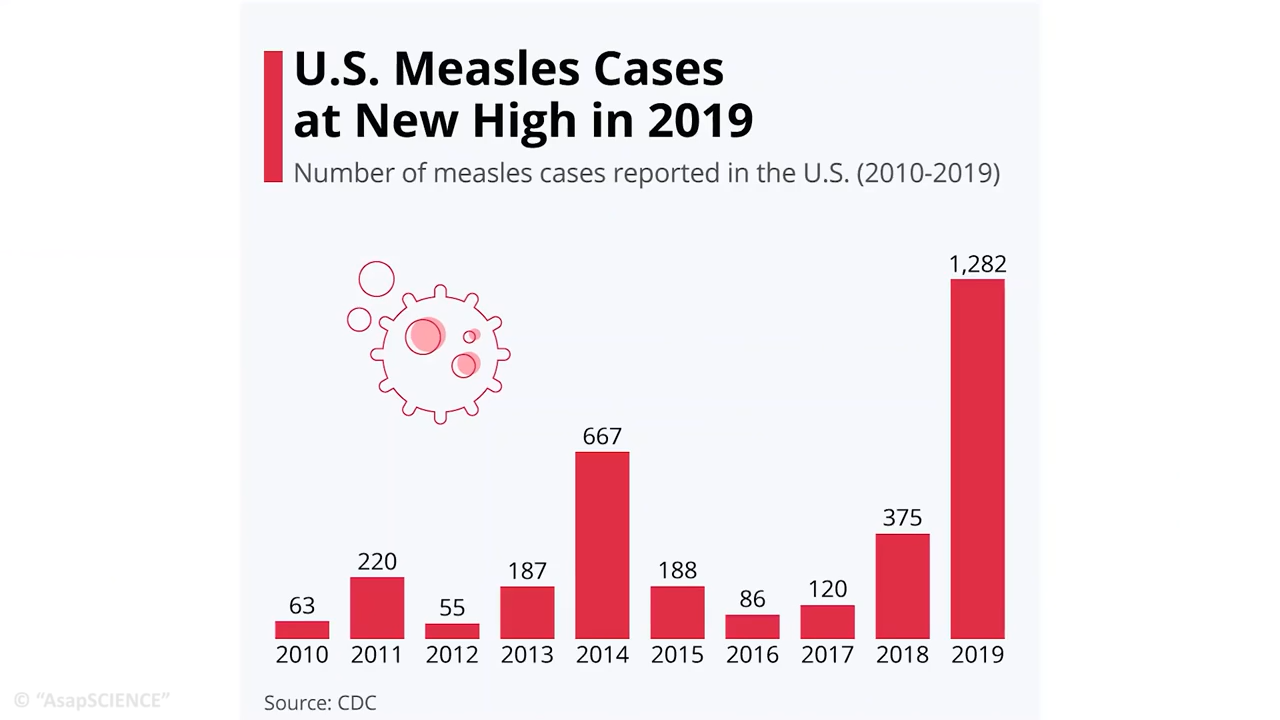 U.S. Measles Cases
at New High in 2019
Number of measles cases reported in the U.S. (2010-2019)
1,282
667
375
220
187
188
120
86
63
55
2010 2011 2012 2013 2014 2015 2016 2017 2018 2019
Source: CDC
© “AsapSCIENCE”